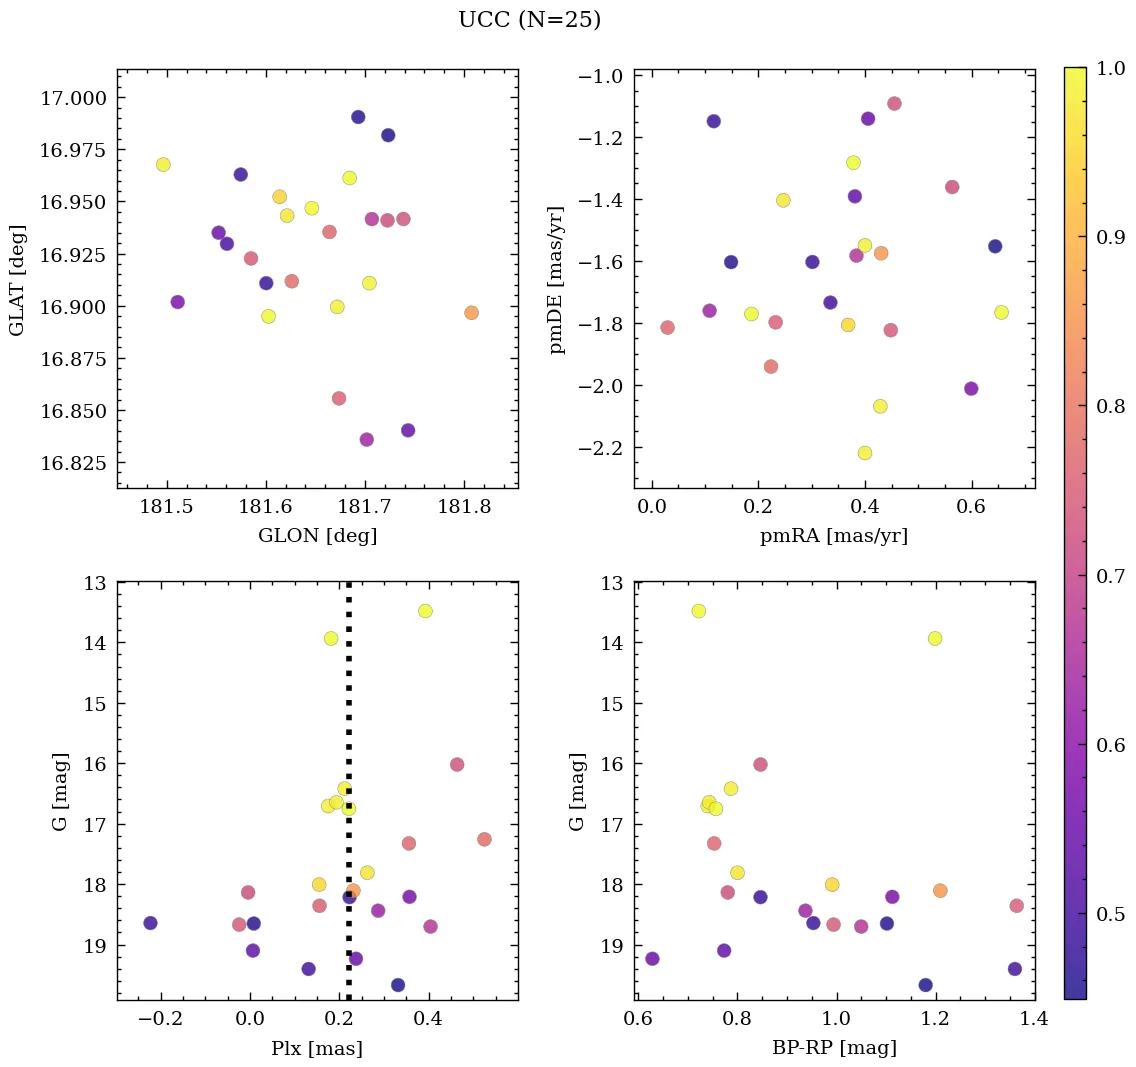 UCC (N=25)
17.000
16.975
16.950
16.925
16.900
16.875
16.850
16.825
GLAT [deg]
181.5 181.6 181.7 181.8
GLON [deg]
−1.0
−1.2
−1.4
−1.6
−1.8
−2.0
−2.2
pmDE [mas/yr]
0.0 0.2 0.4 0.6
pmRA [mas/yr]
13
14
15
16
17
18
19
G [mag]
−0.2 0.0 0.2 0.4
Plx [mas]
13
14
15
16
17
18
19
G [mag]
0.6 0.8 1.0 1.2 1.4
BP-RP [mag]
1.0
0.9
0.8
0.7
0.6
0.5